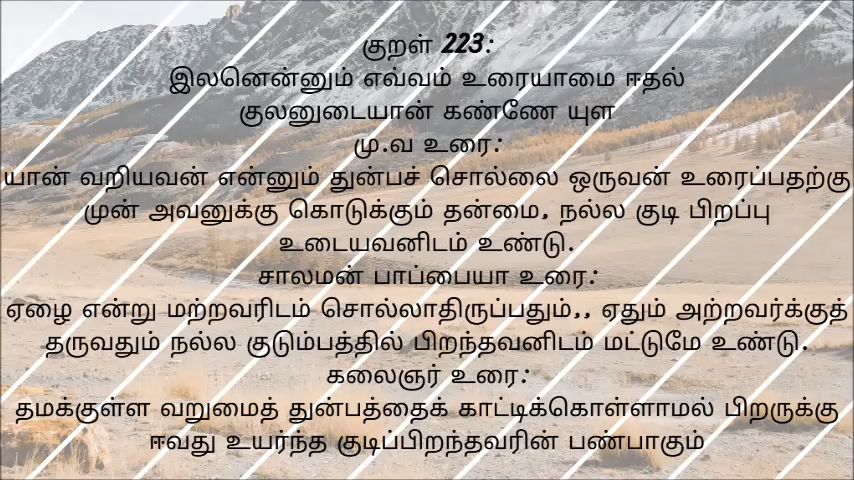 குறள் 223:
இலனென்னும் எவ்வம் உரையாமை ஈதல்
குலனுடையான் கண்ணே யுள
மு.வ உரை:
யான் வறியவன் என்னும் துன்பச் சொல்லை ஒருவன் உரைப்பதற்கு
முன் அவனுக்கு கொடுக்கும் தன்மை, நல்ல குடி பிறப்பு
உடையவனிடம் உண்டு.
சாலமன் பாப்பையா உரை:
ஏழை என்று மற்றவரிடம் சொல்லாதிருப்பதும்,, ஏதும் அற்றவர்க்குத்
தருவதும் நல்ல குடும்பத்தில் பிறந்தவனிடம் மட்டுமே உண்டு.
கலைஞர் உரை:
தமக்குள்ள வறுமைத் துன்பத்தைக் காட்டிக்கொள்ளாமல் பிறருக்கு
ஈவது உயர்ந்த குடிப்பிறந்தவரின் பண்பாகும்